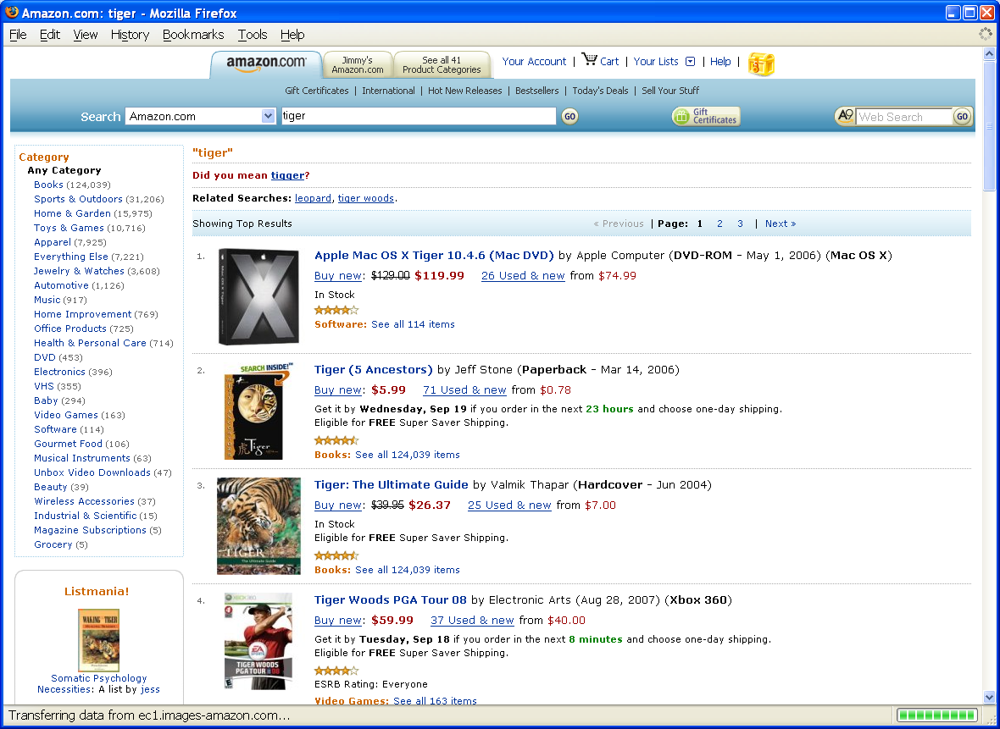 Amazon.com: tiger - Mozilla Firefox
File Edit View History Bookmarks Tools Help
amazon.com
Jimmy's Amazon.com
See all 41 Product Categories
Your Account | Cart | Your Lists | Help |
Gift Certificates | International | Hot New Releases | Bestsellers | Today's Deals | Sell Your Stuff
Search Amazon.com tiger GO Gift Certificates A9 Web Search GO
Category
Any Category
Books (124,039)
Sports & Outdoors (31,206)
Home & Garden (15,975)
Toys & Games (10,716)
Apparel (7,925)
Everything Else (7,221)
Jewelry & Watches (3,608)
Automotive (1,126)
Music (917)
Home Improvement (769)
Office Products (725)
Health & Personal Care (714)
DVD (453)
Electronics (396)
VHS (355)
Baby (294)
Video Games (163)
Software (114)
Gourmet Food (106)
Musical Instruments (63)
Unbox Video Downloads (47)
Beauty (39)
Wireless Accessories (37)
Industrial & Scientific (15)
Magazine Subscriptions (5)
Grocery (5)
Listmania!
WAKING THE TIGER
Somatic Psychology
Necessities: A list by jess
"tiger"
Did you mean tigger?
Related Searches: leopard, tiger woods.
Showing Top Results « Previous | Page: 1 2 3 | Next »
1.
Mac OS X Tiger
Apple Mac OS X Tiger 10.4.6 (Mac DVD) by Apple Computer (DVD-ROM - May 1, 2006) (Mac OS X)
Buy new: $129.00 $119.99 26 Used & new from $74.99
In Stock
Software: See all 114 items
2.
SEARCH INSIDE!™
虎 Tiger
Tiger (5 Ancestors) by Jeff Stone (Paperback - Mar 14, 2006)
Buy new: $5.99 71 Used & new from $0.78
Get it by Wednesday, Sep 19 if you order in the next 23 hours and choose one-day shipping.
Eligible for FREE Super Saver Shipping.
Books: See all 124,039 items
3.
TIGER
The Ultimate Guide
Tiger: The Ultimate Guide by Valmik Thapar (Hardcover - Jun 2004)
Buy new: $39.95 $26.37 25 Used & new from $7.00
In Stock
Eligible for FREE Super Saver Shipping.
Books: See all 124,039 items
4.
XBOX 360
EA SPORTS
TIGER WOODS
PGA TOUR 08
E
Tiger Woods PGA Tour 08 by Electronic Arts (Aug 28, 2007) (Xbox 360)
Buy new: $59.99 37 Used & new from $40.00
Get it by Tuesday, Sep 18 if you order in the next 8 minutes and choose one-day shipping.
Eligible for FREE Super Saver Shipping.
ESRB Rating: Everyone
Video Games: See all 163 items
Transferring data from ec1.images-amazon.com...